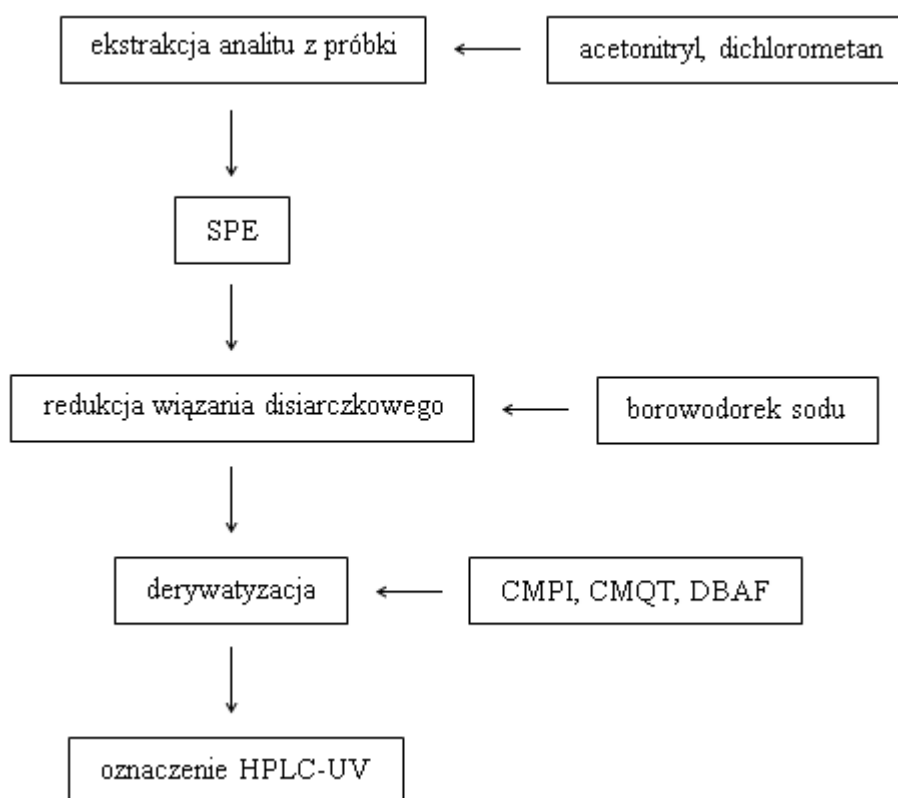 ekstrakcja analitu z próbki
acetonitryl, dichlorometan
SPE
redukcja wiązania disiarczkowego
borowodorek sodu
derywatyzacja
CMPI, CMQT, DBAF
oznaczenie HPLC-UV